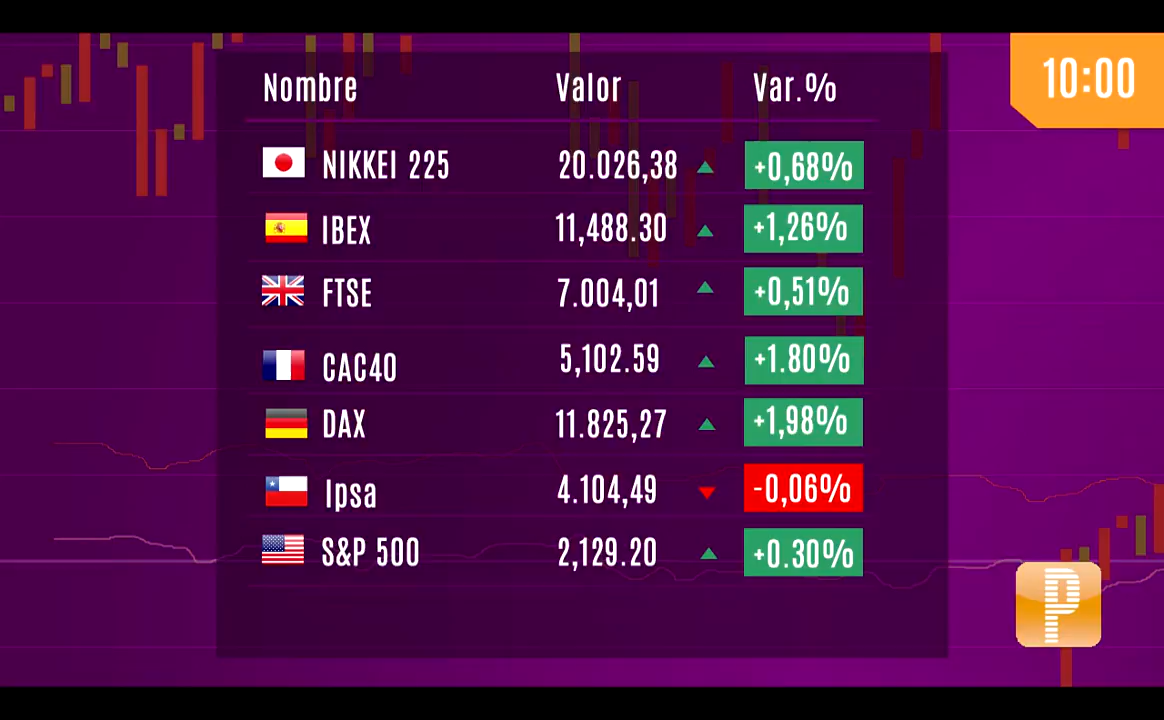 Nombre Valor Var.%
10:00
NIKKEI 225 20.026,38 +0,68%
IBEX 11,488.30 +1,26%
FTSE 7.004,01 +0,51%
CAC40 5,102.59 +1.80%
DAX 11.825,27 +1,98%
Ipsa 4.104,49 -0,06%
S&P 500 2,129.20 +0.30%
P